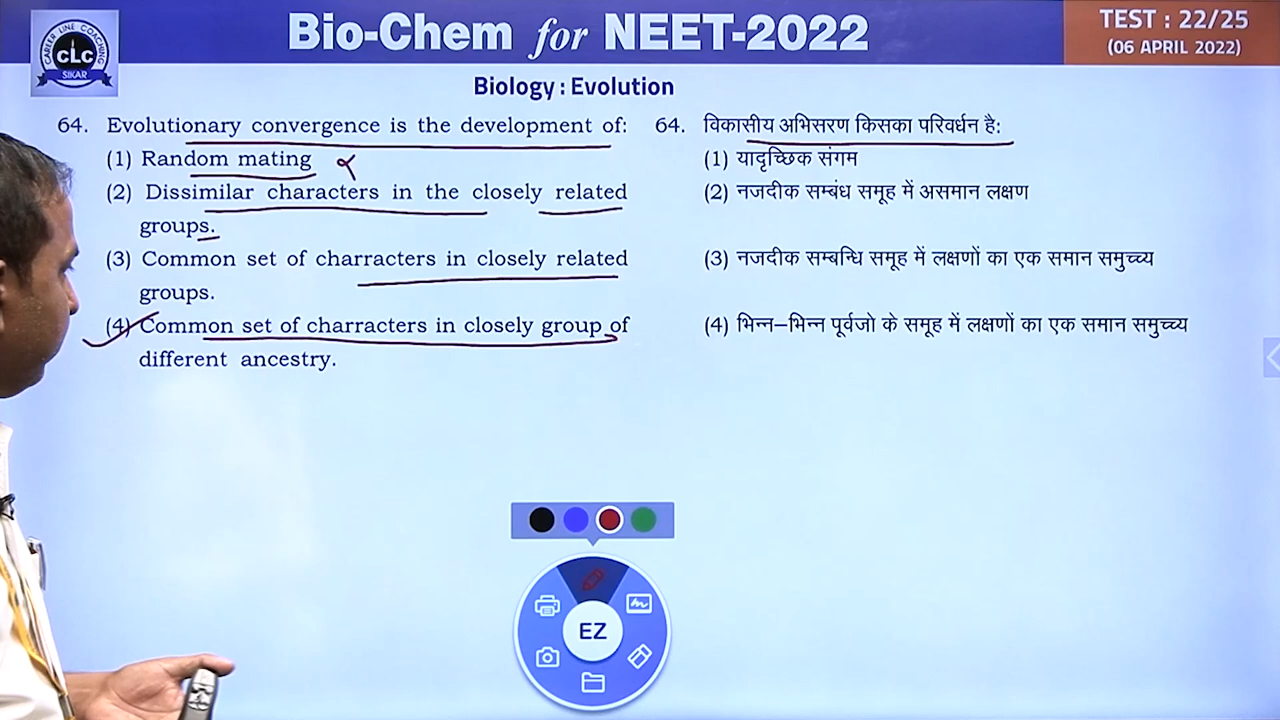 Bio-Chem for NEET-2022
TEST : 22/25
(06 APRIL 2022)
CAREER LINE COACHING
CLC
SIKAR
Biology : Evolution
64. Evolutionary convergence is the development of:
(1) Random mating
(2) Dissimilar characters in the closely related
groups.
(3) Common set of charracters in closely related
groups.
(4) Common set of charracters in closely group of
different ancestry.
64. विकासीय अभिसरण किसका परिवर्धन है:
(1) यादृच्छिक संगम
(2) नजदीक सम्बंध समूह में असमान लक्षण
(3) नजदीक सम्बन्धि समूह में लक्षणों का एक समान समुच्च्य
(4) भिन्न–भिन्न पूर्वजो के समूह में लक्षणों का एक समान समुच्च्य
EZ